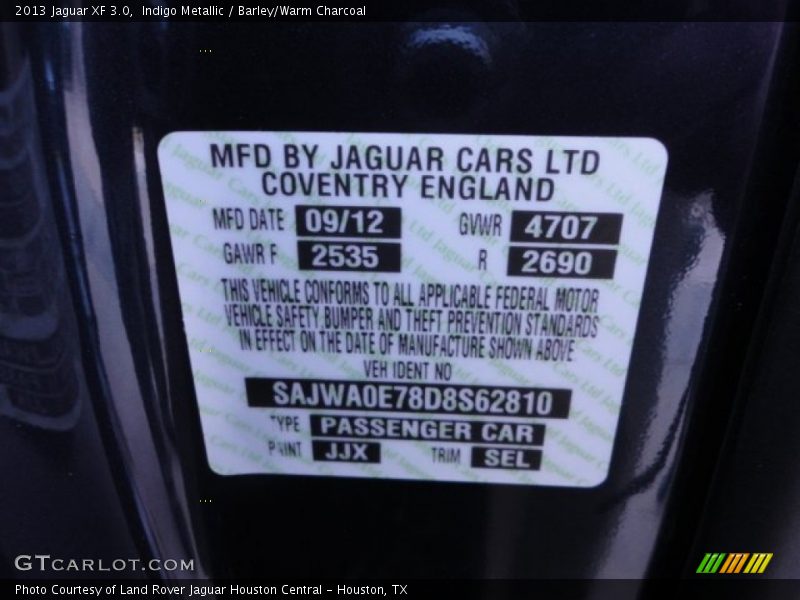 2013 Jaguar XF 3.0,  Indigo Metallic / Barley/Warm Charcoal
MFD BY JAGUAR CARS LTD
COVENTRY ENGLAND
MFD DATE 09/12 GVWR 4707
GAWR F 2535 R 2690
THIS VEHICLE CONFORMS TO ALL APPLICABLE FEDERAL MOTOR
VEHICLE SAFETY BUMPER AND THEFT PREVENTION STANDARDS
IN EFFECT ON THE DATE OF MANUFACTURE SHOWN ABOVE
VEH IDENT NO
SAJWA0E78D8S62810
TYPE PASSENGER CAR
PAINT JJX TRIM SEL
GTCARLOT.COM
Photo Courtesy of Land Rover Jaguar Houston Central - Houston, TX